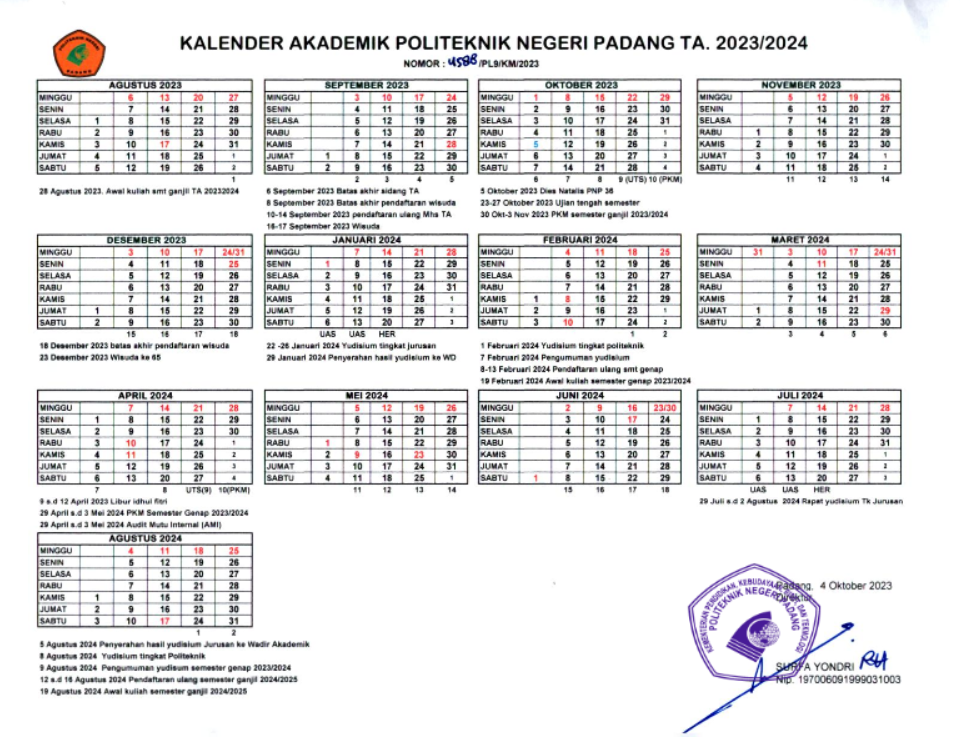 KALENDER AKADEMIK POLITEKNIK NEGERI PADANG TA. 2023/2024
NOMOR : 4588 /PL9/KM/2023
POLITEKNIK NEGERI
PADANG
AGUSTUS 2023
MINGGU 6 13 20 27
SENIN 7 14 21 28
SELASA 1 8 15 22 29
RABU 2 9 16 23 30
KAMIS 3 10 17 24 31
JUMAT 4 11 18 25 1
SABTU 5 12 19 26 2
1
28 Agustus 2023. Awal kuliah smt ganjil TA 20232024
SEPTEMBER 2023
MINGGU 3 10 17 24
SENIN 4 11 18 25
SELASA 5 12 19 26
RABU 6 13 20 27
KAMIS 7 14 21 28
JUMAT 1 8 15 22 29
SABTU 2 9 16 23 30
2 3 4 5
6 September 2023 Batas akhir sidang TA
8 September 2023 Batas pendaftaran wisuda
10-14 September 2023 pendaftaran ulang Mhs TA
16-17 September 2023 Wisuda
OKTOBER 2023
MINGGU 1 8 15 22 29
SENIN 2 9 16 23 30
SELASA 3 10 17 24 31
RABU 4 11 18 25 1
KAMIS 5 12 19 26 2
JUMAT 6 13 20 27 3
SABTU 7 14 21 28 4
6 7 8 9 (UTS) 10 (PKM)
5 Oktober 2023 Dies Natalis PNP 36
23-27 Oktober 2023 Ujian tengah semester
30 Okt-3 Nov 2023 PKM semester ganjil 2023/2024
NOVEMBER 2023
MINGGU 5 12 19 26
SENIN 6 13 20 27
SELASA 7 14 21 28
RABU 1 8 15 22 29
KAMIS 2 9 16 23 30
JUMAT 3 10 17 24 1
SABTU 4 11 18 25 2
11 12 13 14
DESEMBER 2023
MINGGU 3 10 17 24/31
SENIN 4 11 18 25
SELASA 5 12 19 26
RABU 6 13 20 27
KAMIS 7 14 21 28
JUMAT 1 8 15 22 29
SABTU 2 9 16 23 30
15 16 17 18
18 Desember 2023 batas akhir pendaftaran wisuda
23 Desember 2023 Wisuda ke 65
JANUARI 2024
MINGGU 7 14 21 28
SENIN 1 8 15 22 29
SELASA 2 9 16 23 30
RABU 3 10 17 24 31
KAMIS 4 11 18 25 1
JUMAT 5 12 19 26 2
SABTU 6 13 20 27 3
UAS UAS HER
22 -26 Januari 2024 Yudisium tingkat jurusan
29 Januari 2024 Penyerahan hasil yudisium ke WD
FEBRUARI 2024
MINGGU 4 11 18 25
SENIN 5 12 19 26
SELASA 6 13 20 27
RABU 7 14 21 28
KAMIS 1 8 15 22 29
JUMAT 2 9 16 23 1
SABTU 3 10 17 24 2
1 2
1 Februari 2024 Yudisium tingkat politeknik
7 Februari 2024 Pengumuman yudisium
8-13 Februari 2024 Pendaftaran ulang smt genap
19 Februari 2024 Awal kuliah semester genap 2023/2024
MARET 2024
MINGGU 31 3 10 17 24/31
SENIN 4 11 18 25
SELASA 5 12 19 26
RABU 6 13 20 27
KAMIS 7 14 21 28
JUMAT 1 8 15 22 29
SABTU 2 9 16 23 30
3 4 5 6
APRIL 2024
MINGGU 7 14 21 28
SENIN 1 8 15 22 29
SELASA 2 9 16 23 30
RABU 3 10 17 24 1
KAMIS 4 11 18 25 2
JUMAT 5 12 19 26 3
SABTU 6 13 20 27 4
7 8 UTS(9) 10(PKM)
9 s.d 12 April 2023 Libur idhul fitri
29 April s.d 3 Mei 2024 PKM Semester Genap 2023/2024
29 April s.d 3 Mei 2024 Audit Mutu Internal (AMI)
MEI 2024
MINGGU 5 12 19 26
SENIN 6 13 20 27
SELASA 7 14 21 28
RABU 1 8 15 22 29
KAMIS 2 9 16 23 30
JUMAT 3 10 17 24 31
SABTU 4 11 18 25 1
11 12 13 14
JUNI 2024
MINGGU 2 9 16 23/30
SENIN 3 10 17 24
SELASA 4 11 18 25
RABU 5 12 19 26
KAMIS 6 13 20 27
JUMAT 7 14 21 28
SABTU 1 8 15 22 29
15 16 17 18
JULI 2024
MINGGU 7 14 21 28
SENIN 1 8 15 22 29
SELASA 2 9 16 23 30
RABU 3 10 17 24 31
KAMIS 4 11 18 25 1
JUMAT 5 12 19 26 2
SABTU 6 13 20 27 3
UAS UAS HER
29 Juli s.d 2 Agustus 2024 Rapat yudisium Tk Jurusan
AGUSTUS 2024
MINGGU 4 11 18 25
SENIN 5 12 19 26
SELASA 6 13 20 27
RABU 7 14 21 28
KAMIS 1 8 15 22 29
JUMAT 2 9 16 23 30
SABTU 3 10 17 24 31
1 2
5 Agustus 2024 Penyerahan hasil yudisium Jurusan ke Wadir Akademik
8 Agustus 2024 Yudisium tingkat Politeknik
9 Agustus 2024 Pengumuman yudisum semester genap 2023/2024
12 s.d 16 Agustus 2024 Pendaftaran ulang semester ganjil 2024/2025
19 Agustus 2024 Awal kuliah semester ganjil 2024/2025
Padang, 4 Oktober 2023
Direktur
KEMENTERIAN PENDIDIKAN, KEBUDAYAAN, DAN TEKNOLOGI
POLITEKNIK NEGERI PADANG
SURFA YONDRI
Nip. 197006091999031003